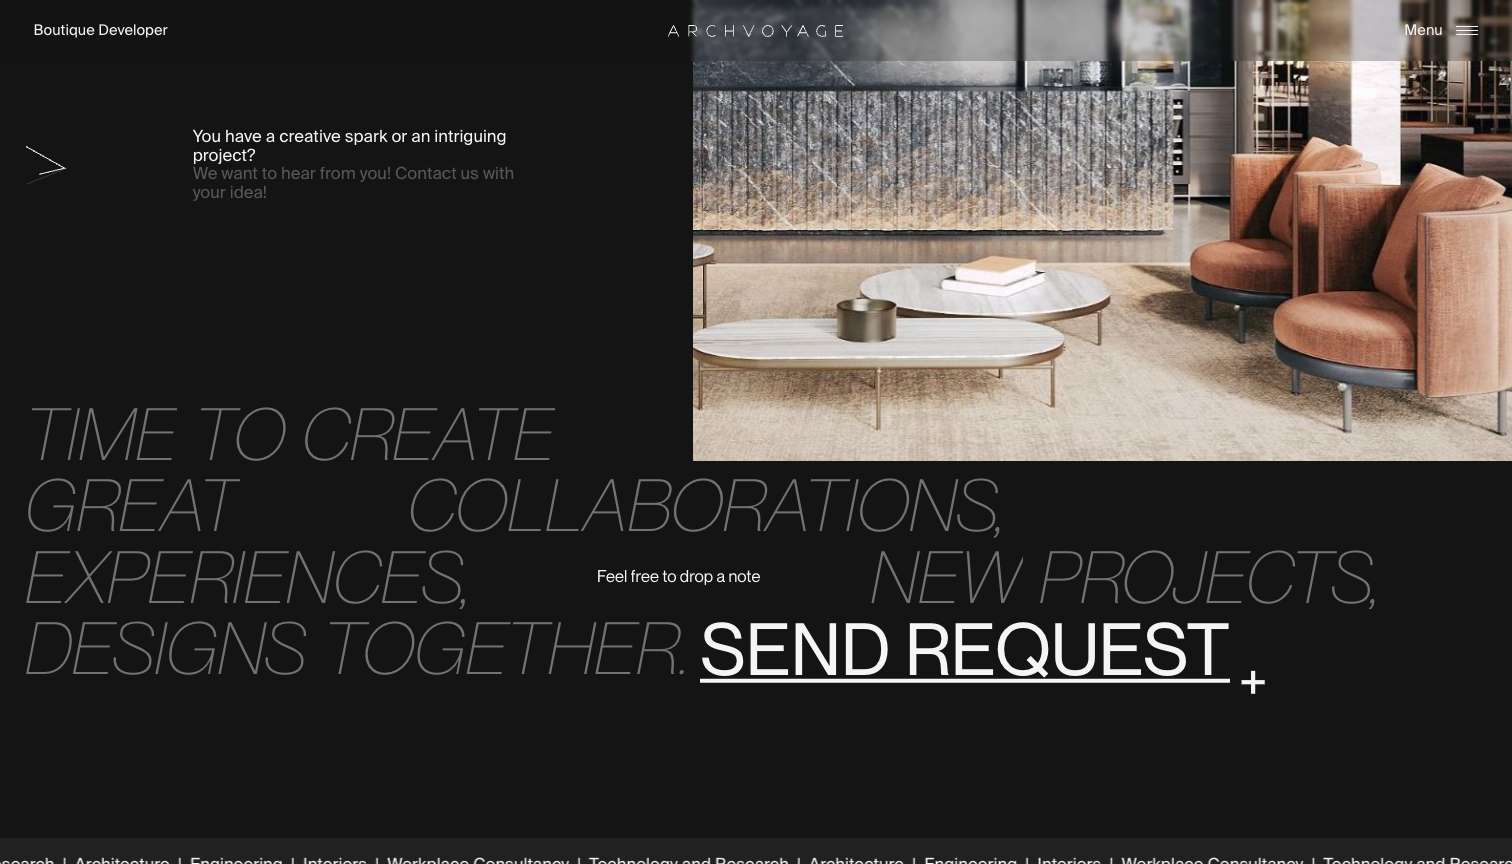 Boutique Developer
ARCHVOYAGE
Menu
You have a creative spark or an intriguing
project?
We want to hear from you! Contact us with
your idea!
TIME TO CREATE
GREAT COLLABORATIONS,
EXPERIENCES, Feel free to drop a note NEW PROJECTS,
DESIGNS TOGETHER. SEND REQUEST +
search | Architecture | Engineering | Interiors | Workplace Consultancy | Technology and Research | Architecture | Engineering | Interiors | Workplace Consultancy | Technology and Resear